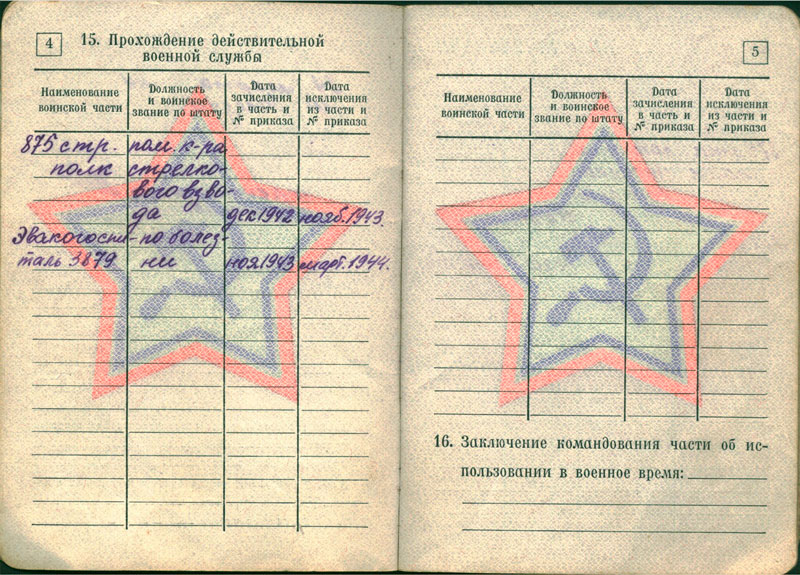 4
15. Прохождение действительной
военной службы
Наименование воинской части
Должность и воинское звание по штату
Дата зачисления в часть и № приказа
Дата исключения из части и № приказа
875 стр. пом. к-ра
полк стрелко-
вого взво-
да дек 1942 нояб. 1943.
Эвакогоспи- по болез-
таль 3879 ни ноя. 1943 март. 1944.
5
Наименование воинской части
Должность и воинское звание по штату
Дата зачисления в часть и № приказа
Дата исключения из части и № приказа
16. Заключение командования части об ис-
пользовании в военное время: